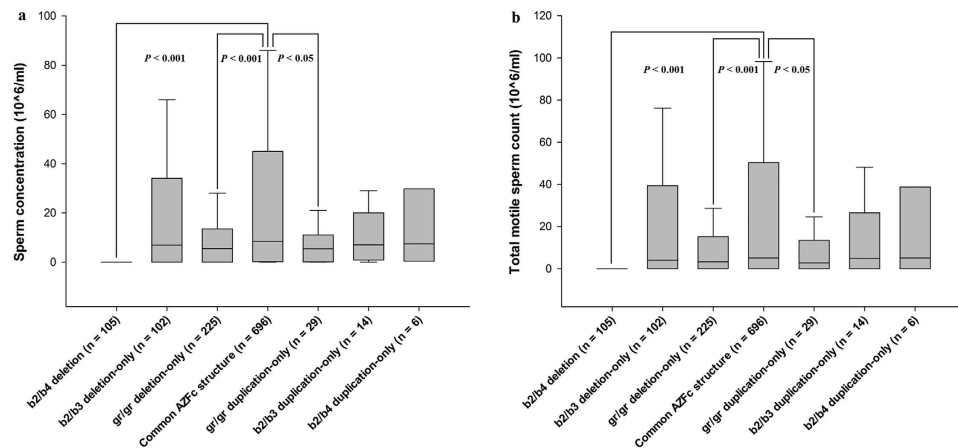 a
Sperm concentration (10^6/ml)
100
80
60
40
20
0
P < 0.001
P < 0.001
P < 0.05
b2/b4 deletion (n = 105)
b2/b3 deletion-only (n = 102)
gr/gr deletion-only (n = 225)
Common AZFc structure (n = 696)
gr/gr duplication-only (n = 29)
b2/b3 duplication-only (n = 14)
b2/b4 duplication-only (n = 6)
b
Total motile sperm count (10^6/ml)
120
100
80
60
40
20
0
P < 0.001
P < 0.001
P < 0.05
b2/b4 deletion (n = 105)
b2/b3 deletion-only (n = 102)
gr/gr deletion-only (n = 225)
Common AZFc structure (n = 696)
gr/gr duplication-only (n = 29)
b2/b3 duplication-only (n = 14)
b2/b4 duplication-only (n = 6)